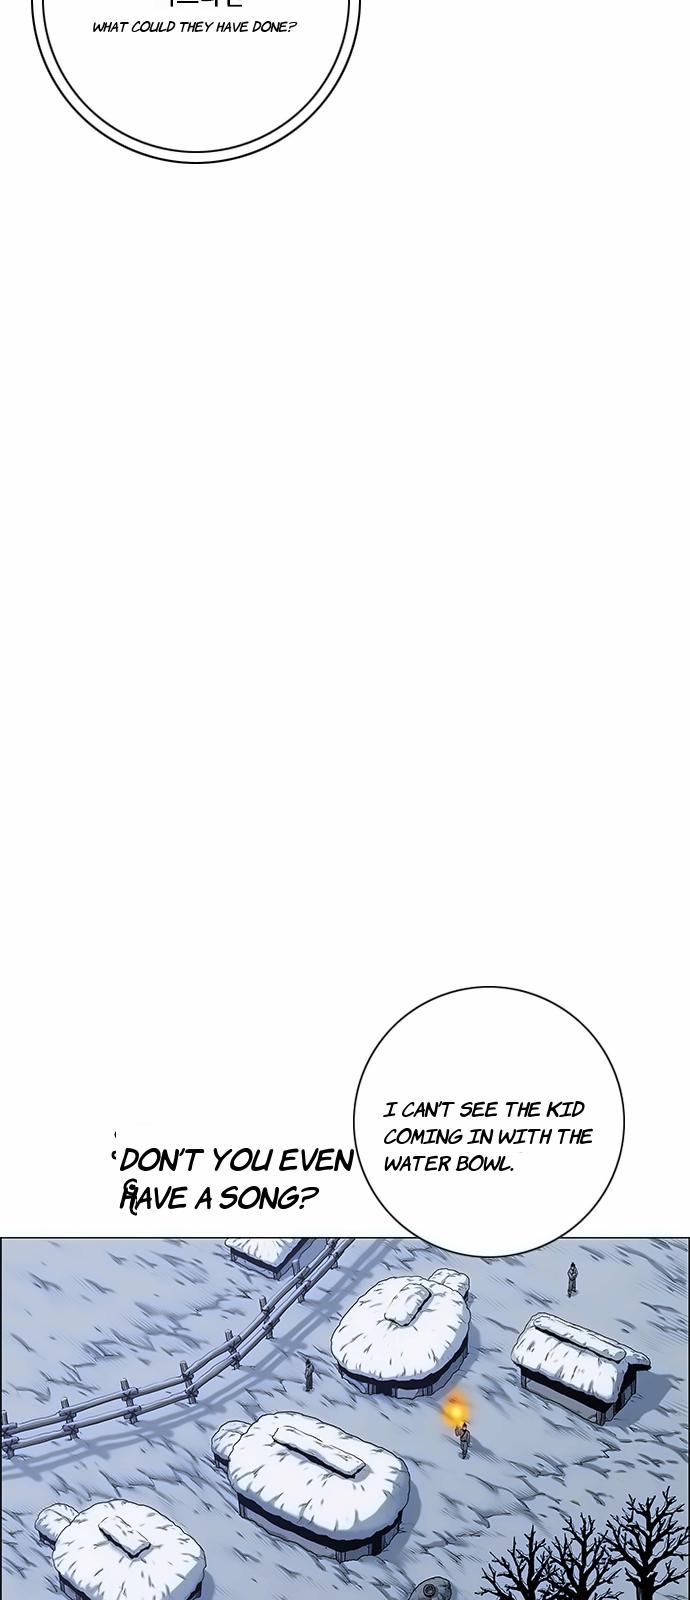 WHAT COULD THEY HAVE DONE?
I CAN'T SEE THE KID
COMING IN WITH THE
WATER BOWL.
DON'T YOU EVEN
HAVE A SONG?